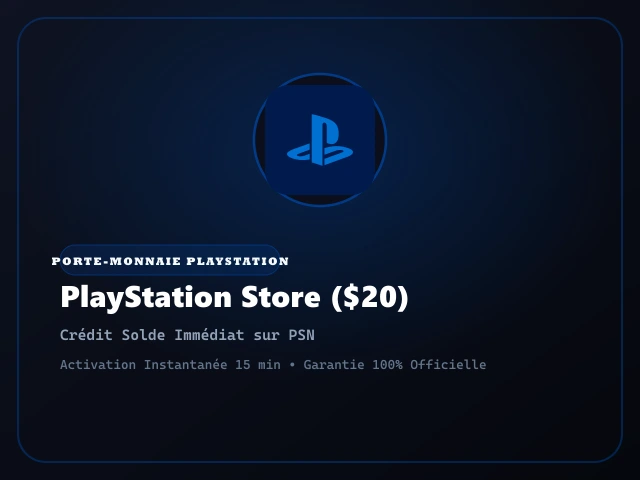 PORTE-MONNAIE PLAYSTATION
PlayStation Store ($20)
Crédit Solde Immédiat sur PSN
Activation Instantanée 15 min • Garantie 100% Officielle